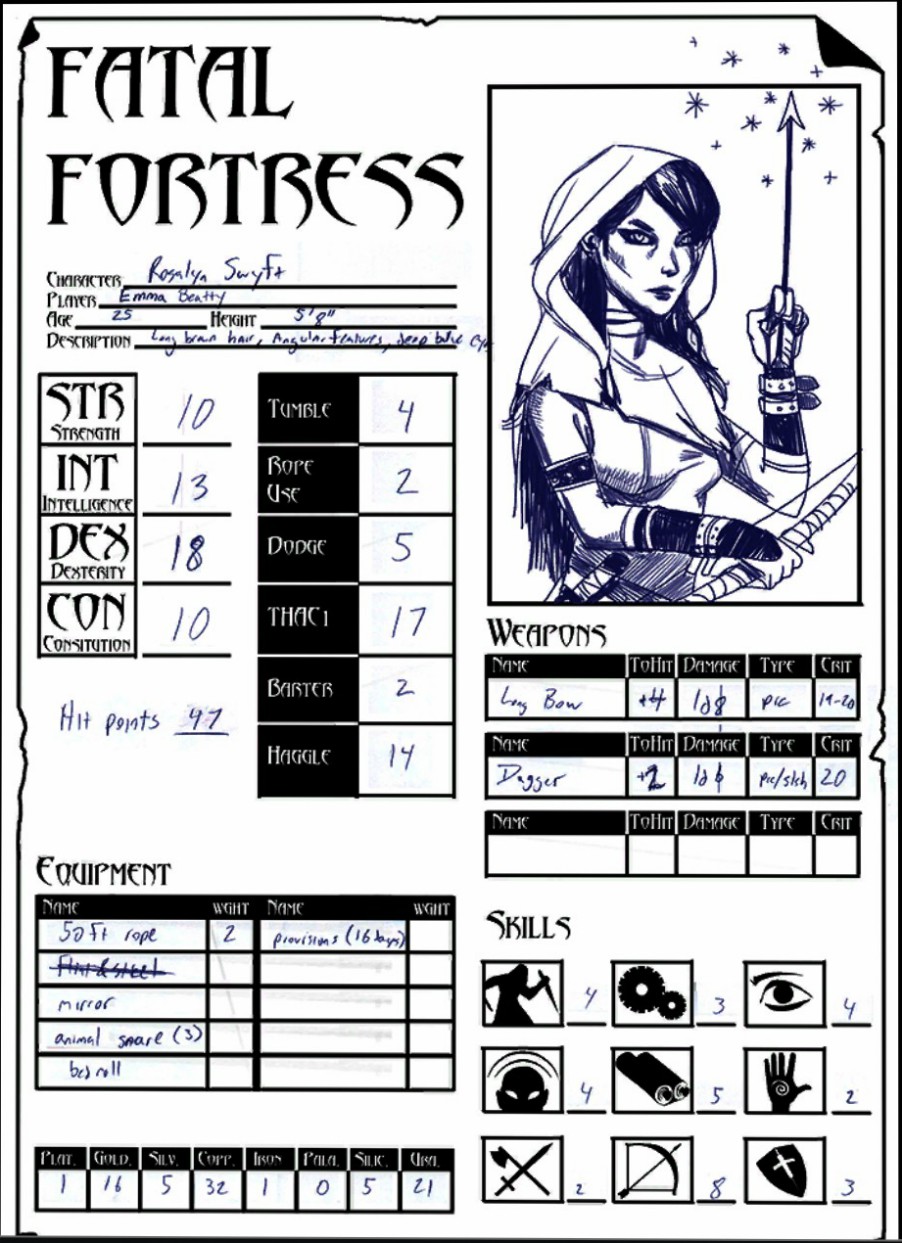 FATAL
FORTRESS
CHARACTER Rosalyn Swyft
PLAYER Emma Beatty
AGE 25 HEIGHT 5'8"
DESCRIPTION Long brown hair, Angular features, deep blue eyes
STR
STRENGTH
10
INT
INTELLIGENCE
13
DEX
DEXTERITY
18
CON
CONSITUTION
10
Hit points 47
TUMBLE 4
ROPE
USE
2
DODGE 5
THAC1 17
BARTER 2
HAGGLE 14
WEAPONS
NAME TOHIT DAMAGE TYPE CRIT
Long Bow +4 1d8 pic 19-20
NAME TOHIT DAMAGE TYPE CRIT
Dagger pic/slsh 20
NAME TOHIT DAMAGE TYPE CRIT
EQUIPMENT
NAME WGHT NAME WGHT
50 ft rope 2 provisions (16 days)
Flint & steel
mirror
animal snare (3)
bedroll
PLAT. GOLD. SILV. COPP. IRON PALA. SILIC. URA.
1 16 5 32 1 0 5 21
SKILLS
4 3 4
4 5 2
2 8 3